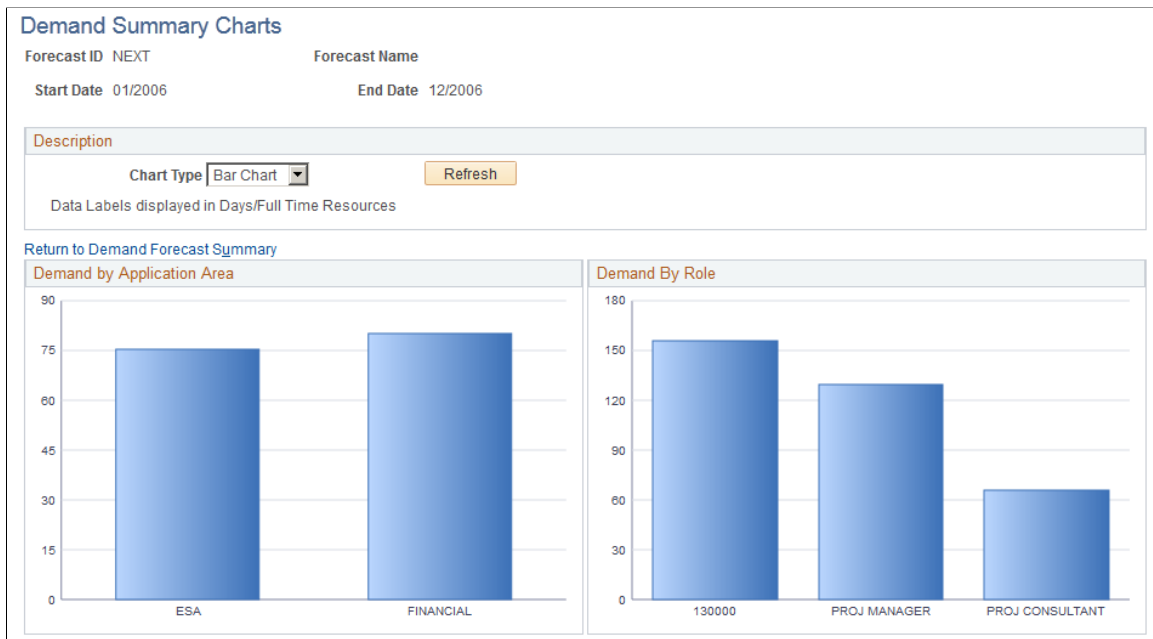 Demand Summary Charts
Forecast ID NEXT Forecast Name
Start Date 01/2006 End Date 12/2006
Description
Chart Type Bar Chart Refresh
Data Labels displayed in Days/Full Time Resources
Return to Demand Forecast Summary
Demand by Application Area
90
75
60
45
30
15
0
ESA FINANCIAL
Demand By Role
180
150
120
90
60
30
0
130000 PROJ MANAGER PROJ CONSULTANT